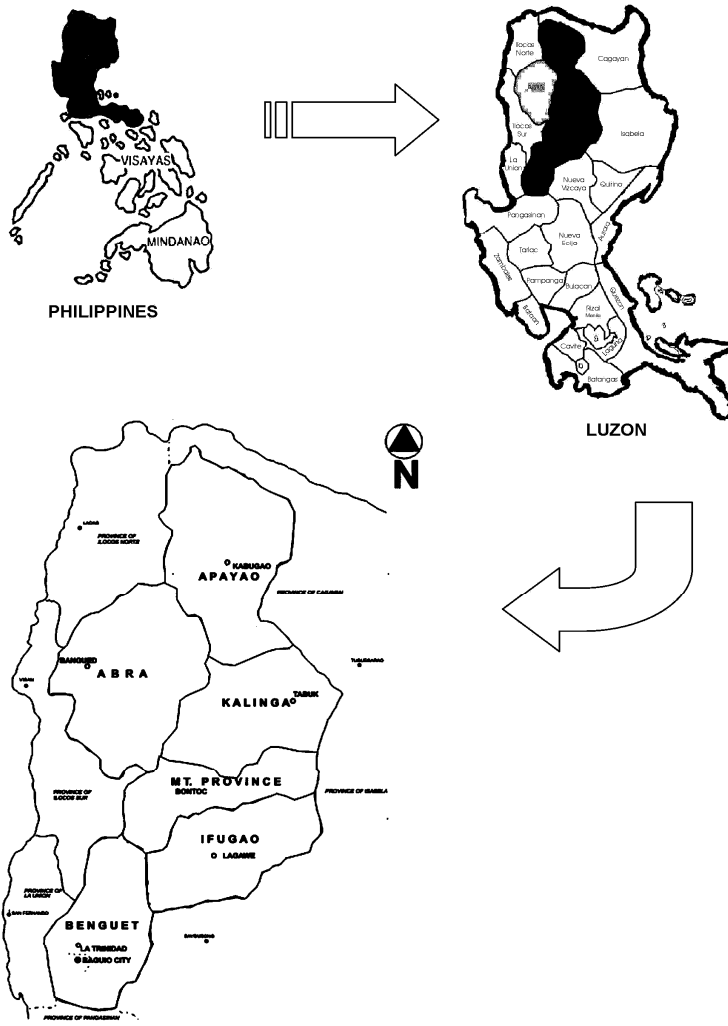 VISAYAS
MINDANAO
PHILIPPINES
Ilocas
Norte
Cagayan
Ilocas
Sur
Isabela
La
Union
Nueva
Vizcaya
Quirino
Pangasinan
Nueva
Ecija
Aurora
Tarlac
Zambales
Pampanga
Bulacan
Quezon
Bataan
Rizal
Manila
Cavite
Laguna
Batangas
LUZON
N
LAOAG
PROVINCE OF
ILOCOS NORTE
KABUGAO
APAYAO
PROVINCE OF CAGAYAN
BANGUED
ABRA
TUGUEGARAO
VIGAN
TABUK
KALINGA
MT. PROVINCE
BONTOC
PROVINCE OF
ILOCOS SUR
PROVINCE OF ISABELA
IFUGAO
LAGAWE
PROVINCE OF
LA UNION
SAN FERNANDO
BENGUET
LA TRINIDAD
BAGUIO CITY
PROVINCE OF PANGASINAN